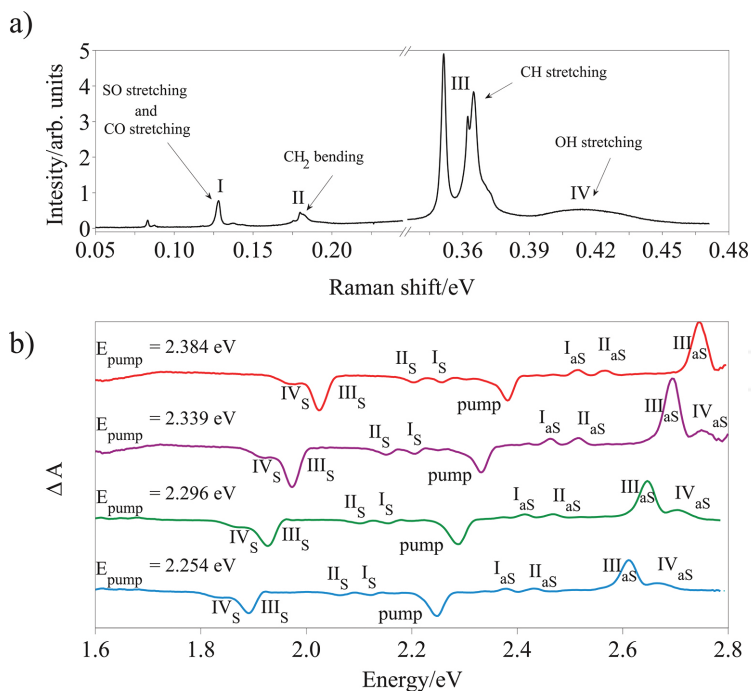 a)
Intesity/arb. units
5
4
3
2
1
0
SO stretching
and
CO stretching
I
CH2 bending
II
III
CH stretching
OH stretching
IV
0.05 0.10 0.15 0.20 0.36 0.39 0.42 0.45 0.48
Raman shift/eV
b)
Δ A
Epump = 2.384 eV
IVS IIIS IIS IS pump IaS IIaS IIIaS
Epump = 2.339 eV
IVS IIIS IIS IS pump IaS IIaS IIIaS IVaS
Epump = 2.296 eV
IVS IIIS IIS IS pump IaS IIaS IIIaS IVaS
Epump = 2.254 eV
IVS IIIS IIS IS pump IaS IIaS IIIaS IVaS
1.6 1.8 2.0 2.2 2.4 2.6 2.8
Energy/eV